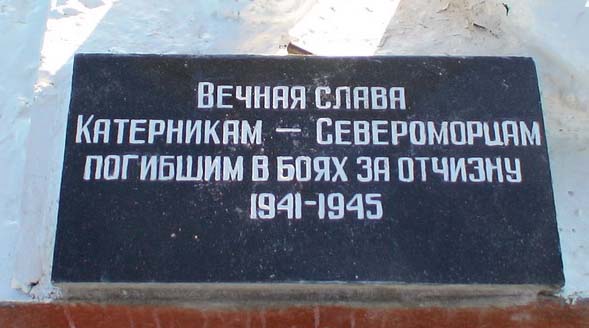 Вечная слава
Катерникам — Североморцам
погибшим в боях за отчизну
1941-1945